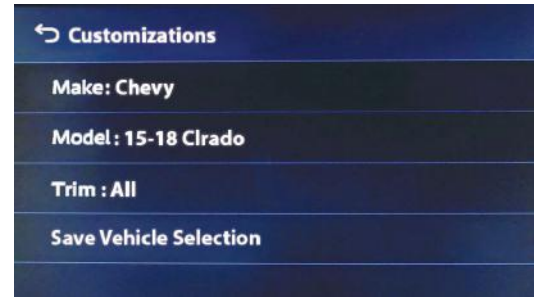 Customizations
Make: Chevy
Model: 15-18 Clrado
Trim : All
Save Vehicle Selection